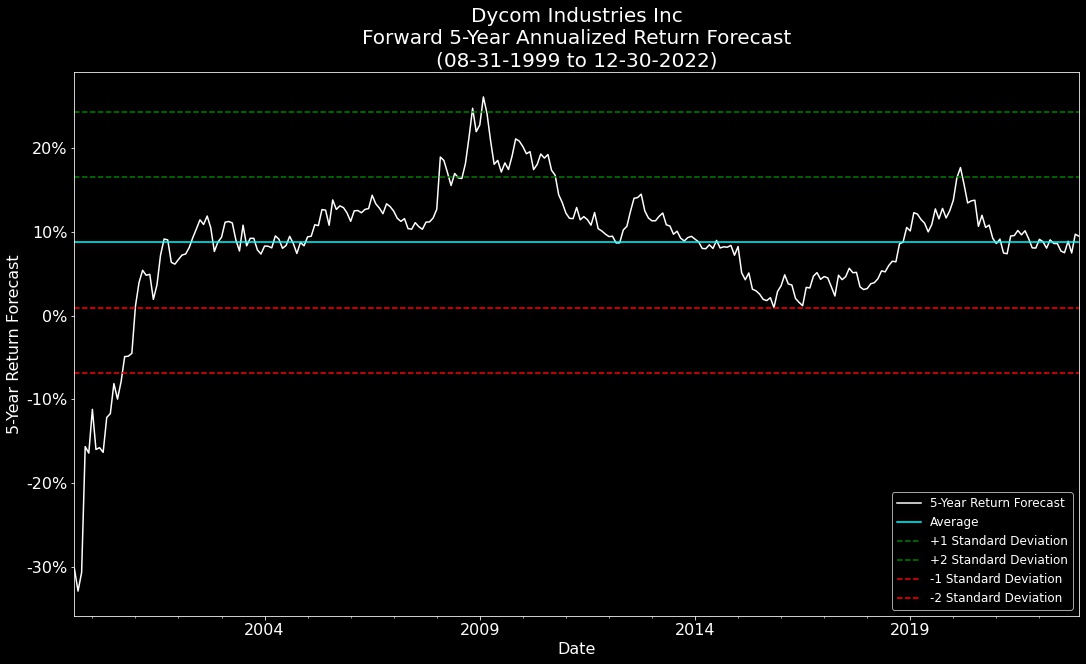 Dycom Industries Inc
Forward 5-Year Annualized Return Forecast
(08-31-1999 to 12-30-2022)
20%
10%
0%
-10%
-20%
-30%
5-Year Return Forecast
2004
2009
2014
2019
Date
5-Year Return Forecast
Average
+1 Standard Deviation
+2 Standard Deviation
-1 Standard Deviation
-2 Standard Deviation